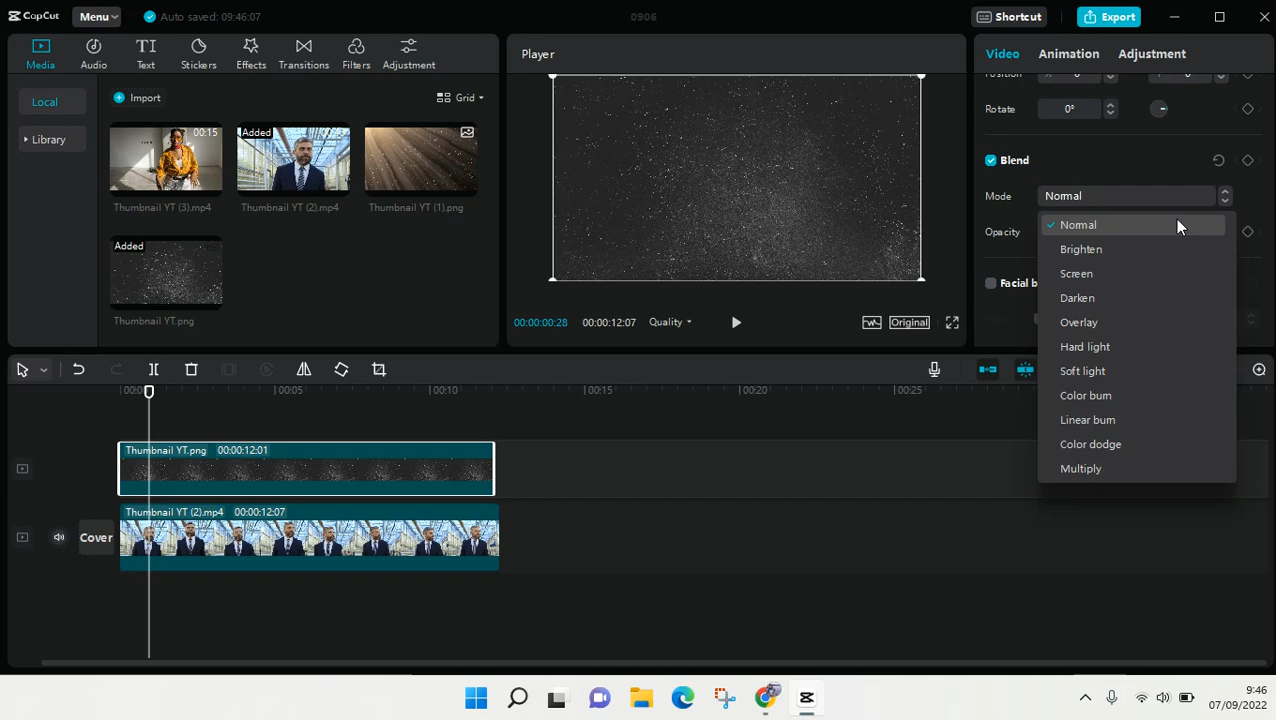 CapCut Menu Auto saved: 09:46:07 0906 Shortcut Export
Media Audio Text Stickers Effects Transitions Filters Adjustment
Player
Video Animation Adjustment
Local
Library
Import Grid
00:15
Thumbnail YT (3).mp4
Added
Thumbnail YT (2).mp4
Thumbnail YT (1).png
Added
Thumbnail YT.png
00:00:00:28 00:00:12:07 Quality Original
Position X 0 Y 0
Rotate 0°
Blend
Mode Normal
Opacity
Facial b
Normal
Brighten
Screen
Darken
Overlay
Hard light
Soft light
Color burn
Linear burn
Color dodge
Multiply
00:05 00:10 00:15 00:20 00:25
Thumbnail YT.png 00:00:12:01
Thumbnail YT (2).mp4 00:00:12:07
Cover
9:46
07/09/2022